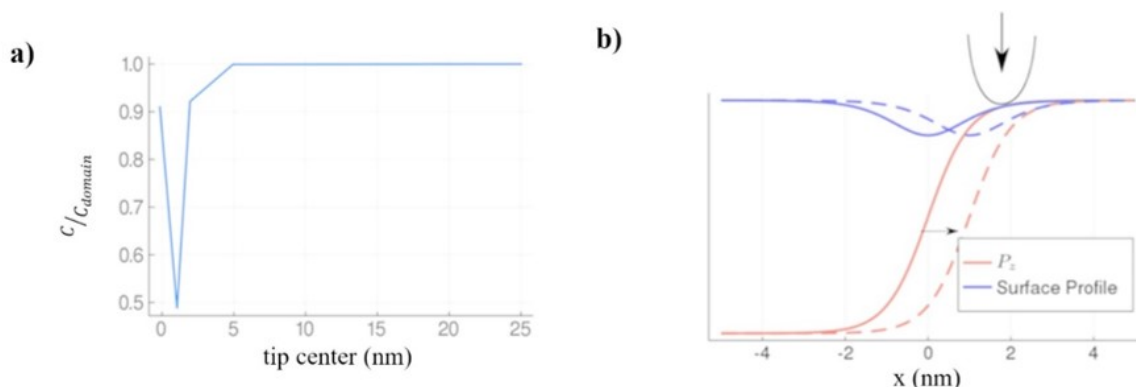 a)
1.0
0.9
0.8
0.7
0.6
0.5
C/C_domain
0 5 10 15 20 25
tip center (nm)
b)
P_z
Surface Profile
-4 -2 0 2 4
x (nm)